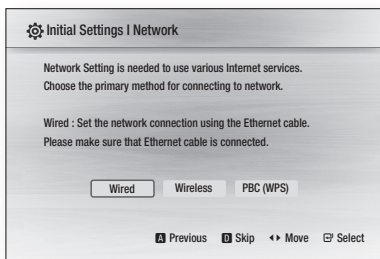 Initial Settings I Network
Network Setting is needed to use various Internet services.
Choose the primary method for connecting to network.
Wired : Set the network connection using the Ethernet cable.
Please make sure that Ethernet cable is connected.
Wired Wireless PBC (WPS)
A Previous D Skip Move Select